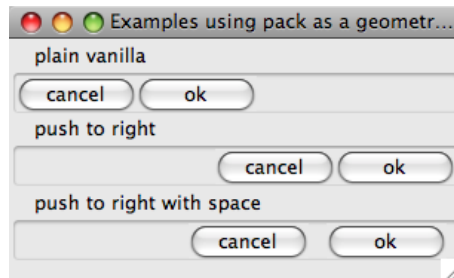 Examples using pack as a geometr...
plain vanilla
cancel ok
push to right
cancel ok
push to right with space
cancel ok